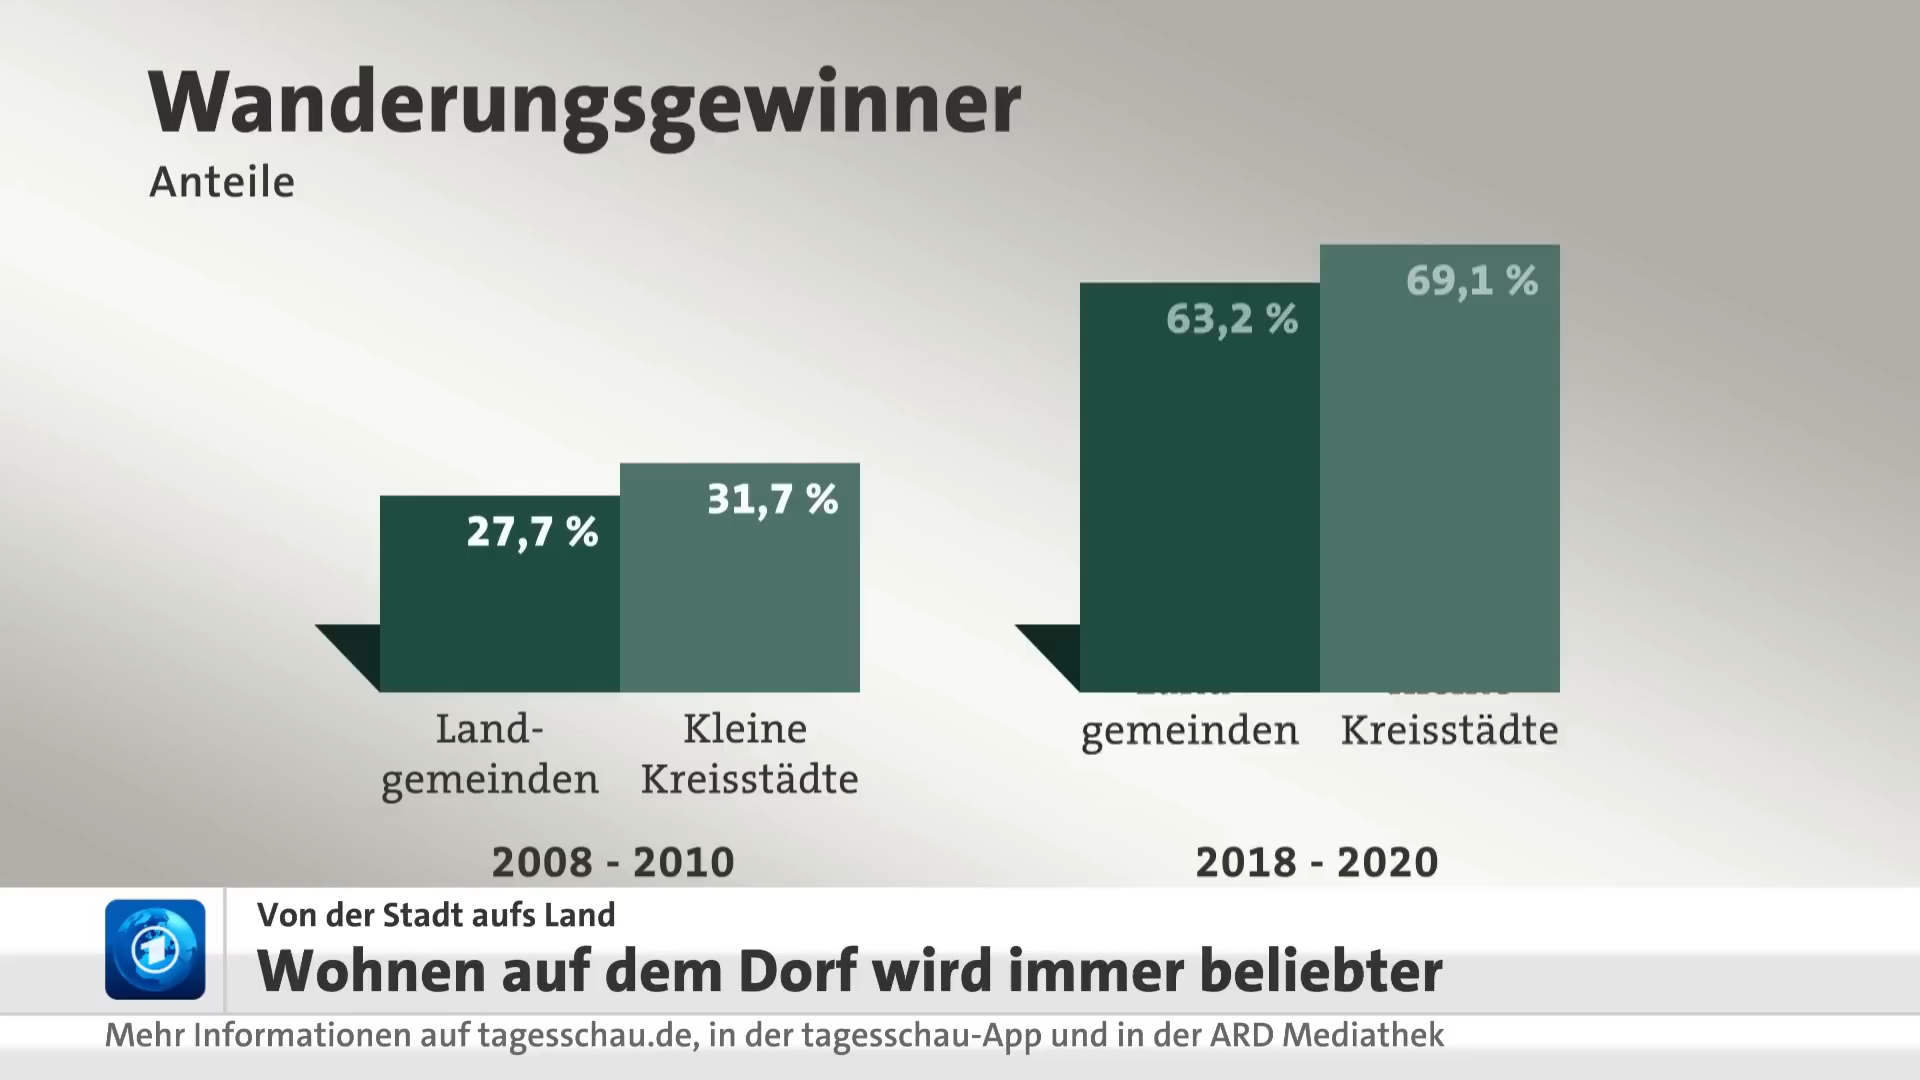 Wanderungsgewinner
Anteile
27,7 %
31,7 %
Land-
gemeinden
Kleine
Kreisstädte
2008 - 2010
63,2 %
69,1 %
gemeinden
Kreisstädte
2018 - 2020
1
Von der Stadt aufs Land
Wohnen auf dem Dorf wird immer beliebter
Mehr Informationen auf tagesschau.de, in der tagesschau-App und in der ARD Mediathek